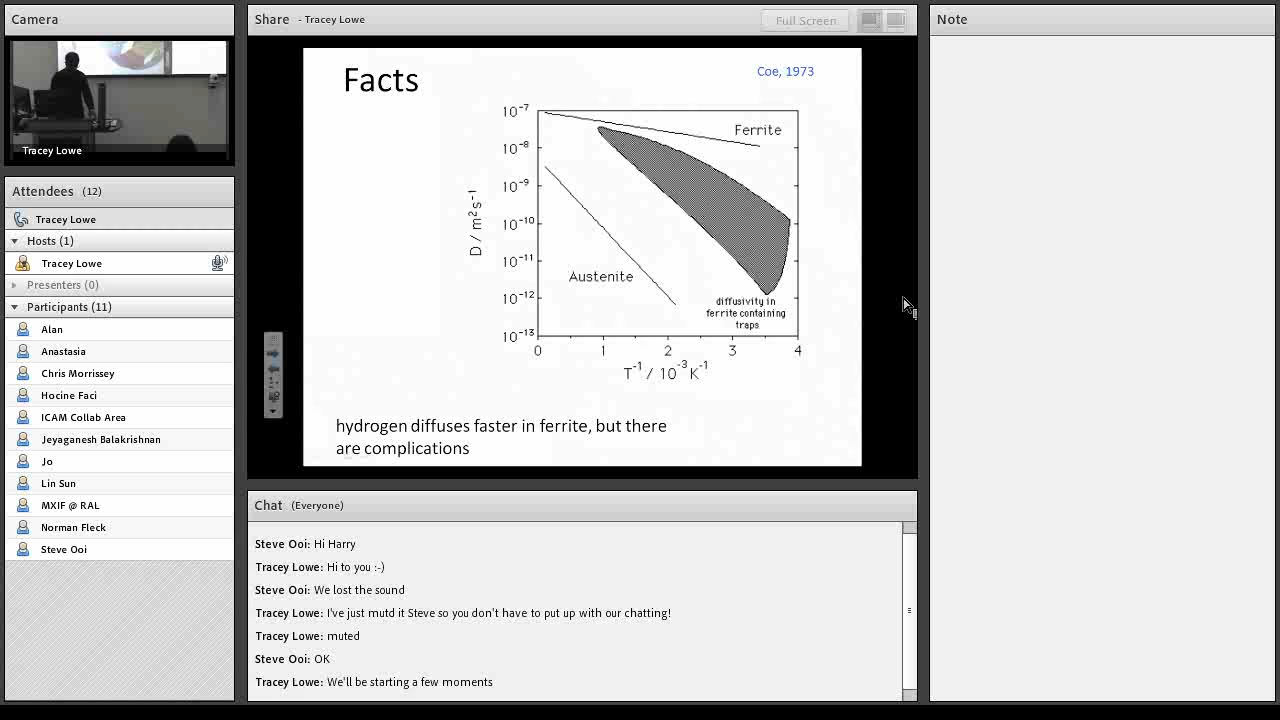 Camera
Tracey Lowe
Attendees (12)
Tracey Lowe
Hosts (1)
Tracey Lowe
Presenters (0)
Participants (11)
Alan
Anastasia
Chris Morrissey
Hocine Faci
ICAM Collab Area
Jeyaganesh Balakrishnan
Jo
Lin Sun
MXIF @ RAL
Norman Fleck
Steve Ooi
Share - Tracey Lowe
Full Screen
Facts
Coe, 1973
10⁻⁷
10⁻⁸
10⁻⁹
10⁻¹⁰
10⁻¹¹
10⁻¹²
10⁻¹³
D / m² s⁻¹
Ferrite
Austenite
diffusivity in
ferrite containing
traps
0 1 2 3 4
T⁻¹ / 10⁻³ K⁻¹
hydrogen diffuses faster in ferrite, but there
are complications
Chat (Everyone)
Steve Ooi: Hi Harry
Tracey Lowe: Hi to you :-)
Steve Ooi: We lost the sound
Tracey Lowe: I've just mutd it Steve so you don't have to put up with our chatting!
Tracey Lowe: muted
Steve Ooi: OK
Tracey Lowe: We'll be starting a few moments
Note